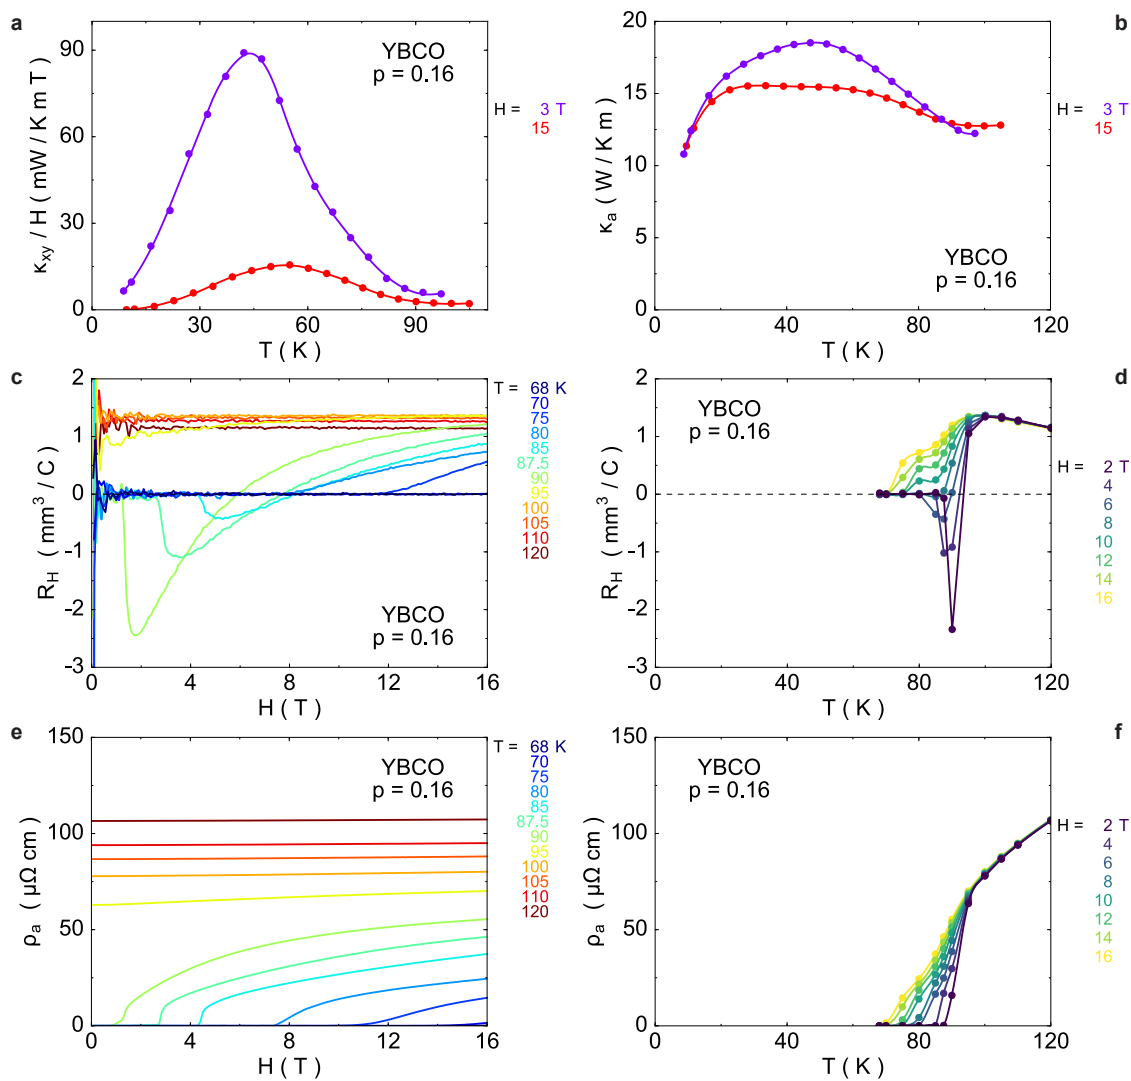 a
YBCO
p = 0.16
H = 3 T
15
κxy / H ( mW / K m T )
0
30
60
90
0
30
60
90
T ( K )
b
YBCO
p = 0.16
H = 3 T
15
κa ( W / K m )
0
5
10
15
20
0
40
80
120
T ( K )
c
YBCO
p = 0.16
T = 68 K
70
75
80
85
87.5
90
95
100
105
110
120
RH ( mm³ / C )
2
1
0
-1
-2
-3
0
4
8
12
16
H ( T )
d
YBCO
p = 0.16
H = 2 T
4
6
8
10
12
14
16
RH ( mm³ / C )
2
1
0
-1
-2
-3
0
40
80
120
T ( K )
e
YBCO
p = 0.16
T = 68 K
70
75
80
85
87.5
90
95
100
105
110
120
ρa ( μΩ cm )
150
100
50
0
0
4
8
12
16
H ( T )
f
YBCO
p = 0.16
H = 2 T
4
6
8
10
12
14
16
ρa ( μΩ cm )
150
100
50
0
0
40
80
120
T ( K )